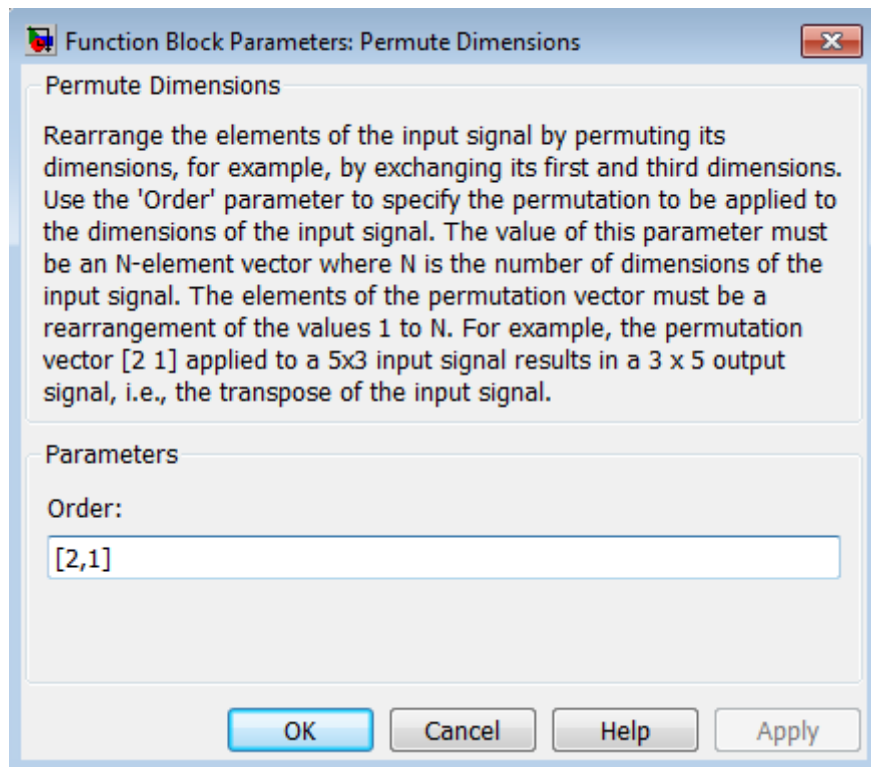 Function Block Parameters: Permute Dimensions
Permute Dimensions
Rearrange the elements of the input signal by permuting its
dimensions, for example, by exchanging its first and third dimensions.
Use the 'Order' parameter to specify the permutation to be applied to
the dimensions of the input signal. The value of this parameter must
be an N-element vector where N is the number of dimensions of the
input signal. The elements of the permutation vector must be a
rearrangement of the values 1 to N. For example, the permutation
vector [2 1] applied to a 5x3 input signal results in a 3 x 5 output
signal, i.e., the transpose of the input signal.
Parameters
Order:
[2,1]
OK Cancel Help Apply